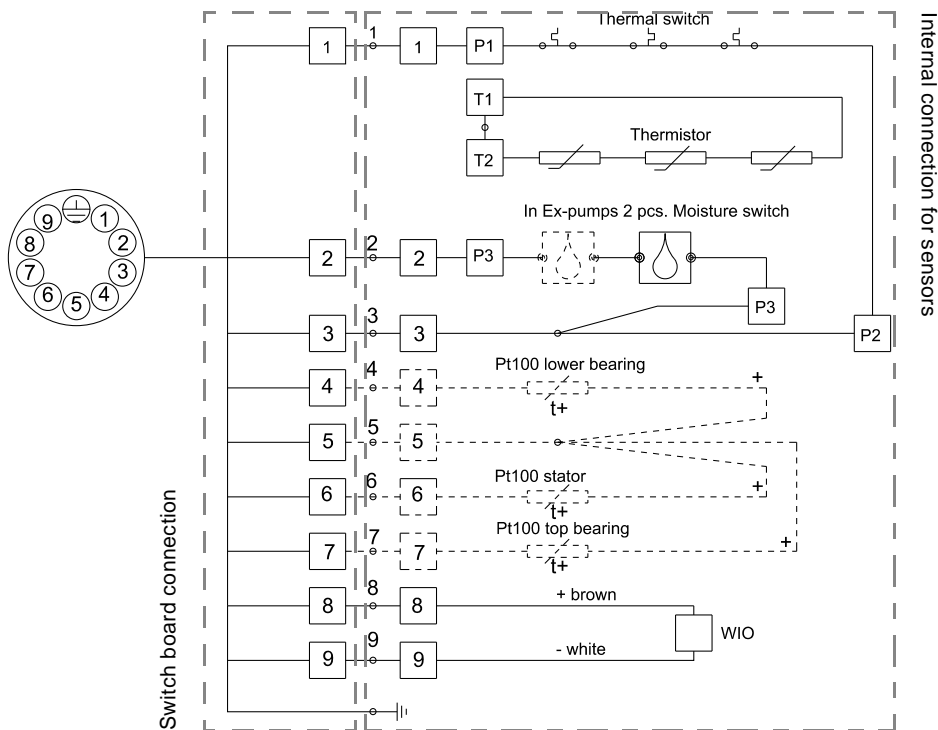 Thermal switch
1 1 1 P1
T1
Thermistor
T2
In Ex-pumps 2 pcs. Moisture switch
9 1
8 2
7 3
6 5 4
2 2 2 P3
P3
3 3 3 P2
Pt100 lower bearing
4 4 4 +
t+
5 5 5
Pt100 stator
6 6 6 +
t+
Pt100 top bearing
7 7 7 +
t+
8 8 8 + brown
WIO
9 9 9 - white
Switch board connection
Internal connection for sensors